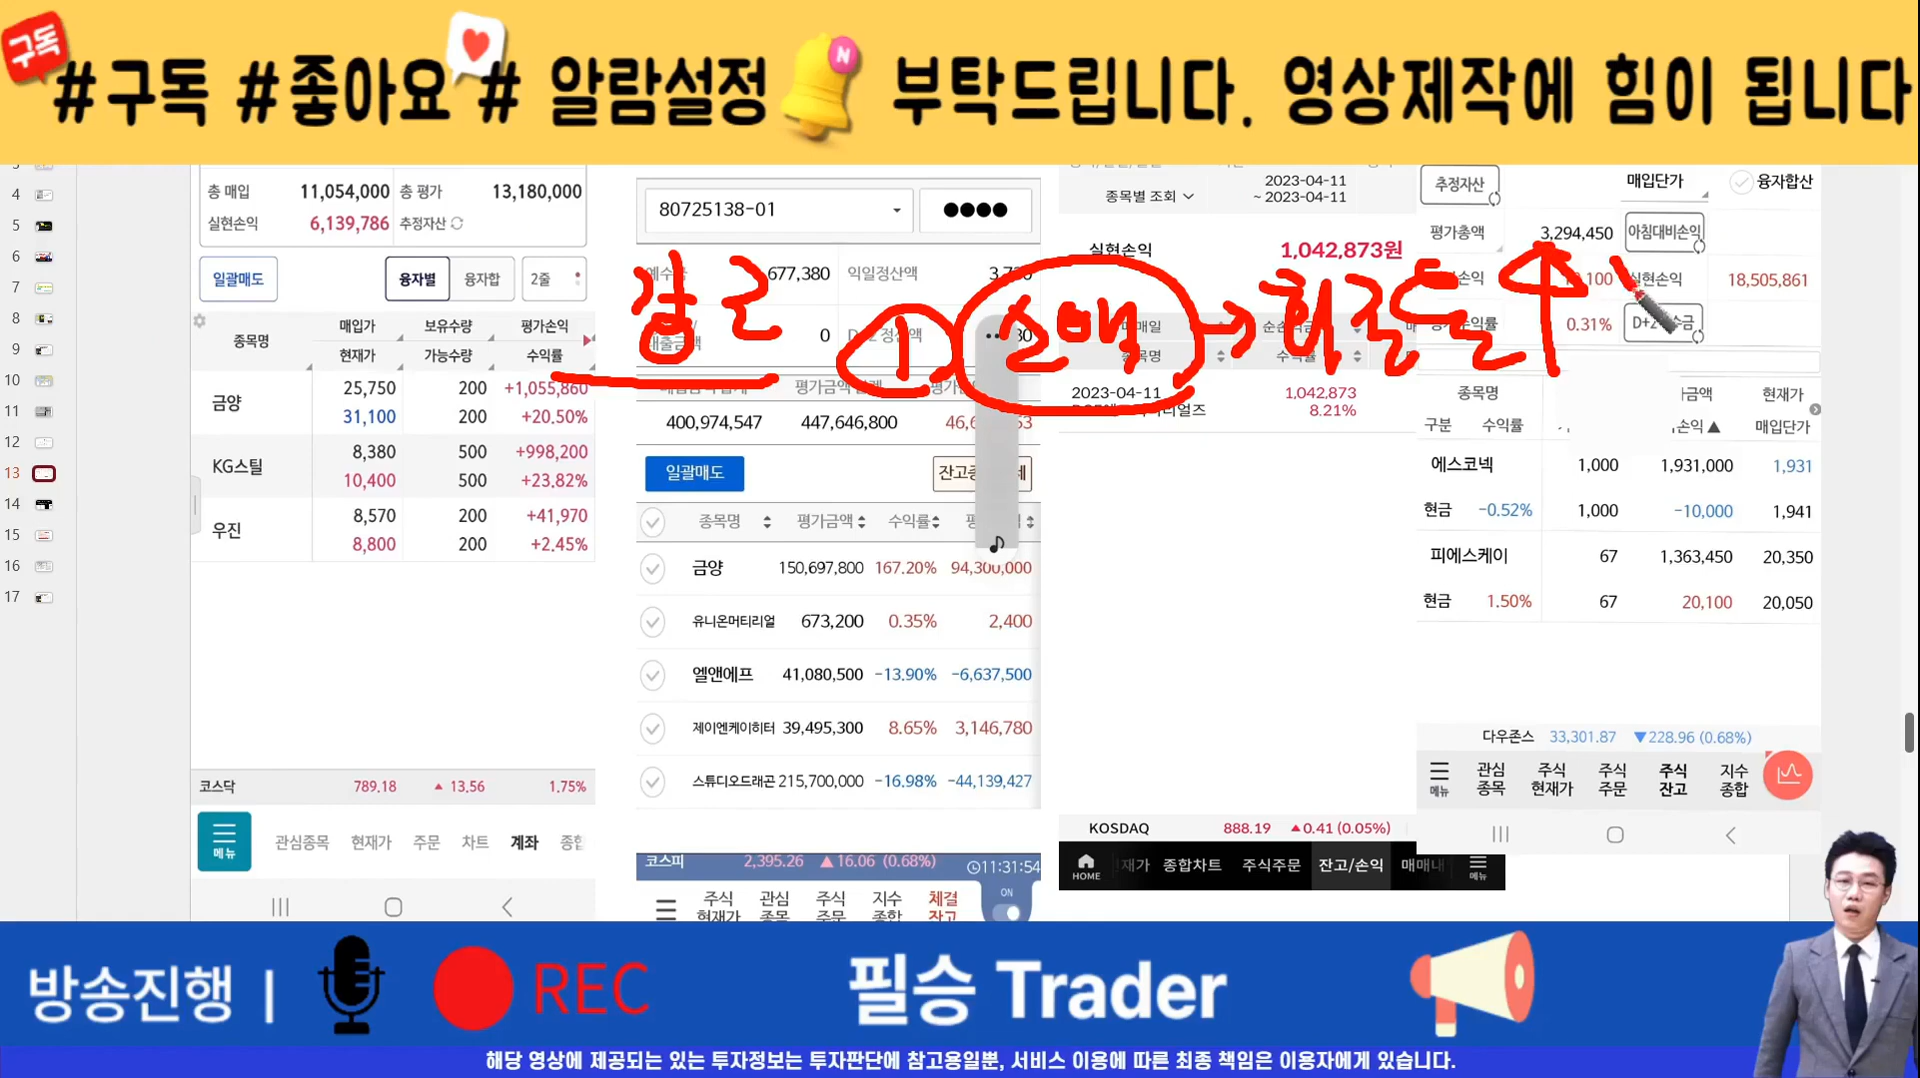 구독
#구독 #좋아요 # 알람설정 부탁드립니다. 영상제작에 힘이 됩니다
N
4
5
6
7
8
9
10
11
12
13
14
15
16
17
총 매입 11,054,000 총 평가 13,180,000
실현손익 6,139,786 추정자산
일괄매도 융자별 융자합 2줄
종목명 매입가 보유수량 평가손익
현재가 가능수량 수익률
금양 25,750 200 +1,055,860
31,100 200 +20.50%
KG스틸 8,380 500 +998,200
10,400 500 +23.82%
우진 8,570 200 +41,970
8,800 200 +2.45%
코스닥 789.18 ▲ 13.56 1.75%
메뉴 관심종목 현재가 주문 차트 계좌
80725138-01 ●●●●
677,380 익일정산액
0
400,974,547 447,646,800
일괄매도
종목명 평가금액 수익률
금양 150,697,800 167.20% 94,300,000
유니온머티리얼 673,200 0.35% 2,400
엘앤에프 41,080,500 -13.90% -6,637,500
제이엔케이히터 39,495,300 8.65% 3,146,780
스튜디오드래곤 215,700,000 -16.98% -44,139,427
코스피 2,395.26 ▲ 16.06 (0.68%) 11:31:54
주식 현재가 관심 종목 주식 주문 지수 종합 체결 잔고
ON
종목별 조회 2023-04-11
~ 2023-04-11
실현손익 1,042,873원
① 소액 →
2023-04-11 1,042,873
8.21%
KOSDAQ 888.19 ▲0.41 (0.05%)
HOME 종합차트 주식주문 잔고/손익 메뉴
추정자산 매입단가 융자합산
평가총액 3,294,450 아침대비손익
실현손익 18,505,861
0.31%
종목명 현재가
구분 수익률 매입단가
에스코넥 1,000 1,931,000 1,931
현금 -0.52% 1,000 -10,000 1,941
피에스케이 67 1,363,450 20,350
현금 1.50% 67 20,100 20,050
다우존스 33,301.87 ▼228.96 (0.68%)
메뉴 관심 종목 주식 현재가 주식 주문 주식 잔고 지수 종합
방송진행 | REC 필승 Trader
해당 영상에 제공되는 있는 투자정보는 투자판단에 참고용일뿐, 서비스 이용에 따른 최종 책임은 이용자에게 있습니다.